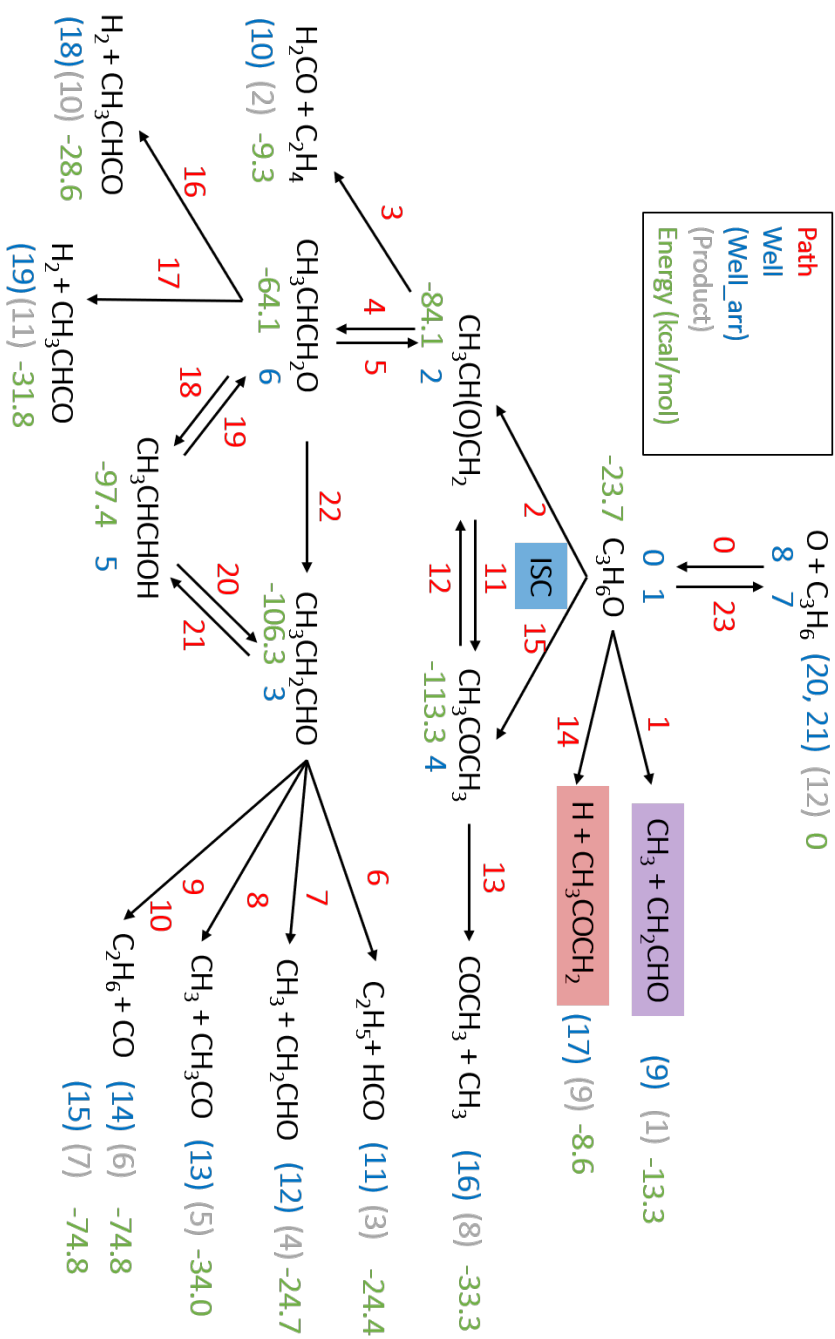 Path
Well
(Well_arr)
(Product)
Energy (kcal/mol)
O + C₃H₆ (20, 21) (12) 0
8 7
0 23
0 1
-23.7 C₃H₆O
1
CH₃ + CH₂CHO (9) (1) -13.3
14
H + CH₃COCH₂ (17) (9) -8.6
2 ISC 15
CH₃CH(O)CH₂
-84.1 2
11
12
CH₃COCH₃
-113.3 4
13
COCH₃ + CH₃ (16) (8) -33.3
3
4 5
H₂CO + C₂H₄
(10) (2) -9.3
CH₃CHCH₂O
-64.1 6
22
CH₃CH₂CHO
-106.3 3
6
C₂H₅+ HCO (11) (3) -24.4
7
CH₃ + CH₂CHO (12) (4) -24.7
8
CH₃ + CH₃CO (13) (5) -34.0
9
10
C₂H₆ + CO (14) (6) -74.8
(15) (7) -74.8
16
17
18 19
20
21
CH₃CHCHOH
-97.4 5
H₂ + CH₃CHCO
(18)(10) -28.6
H₂ + CH₃CHCO
(19)(11) -31.8